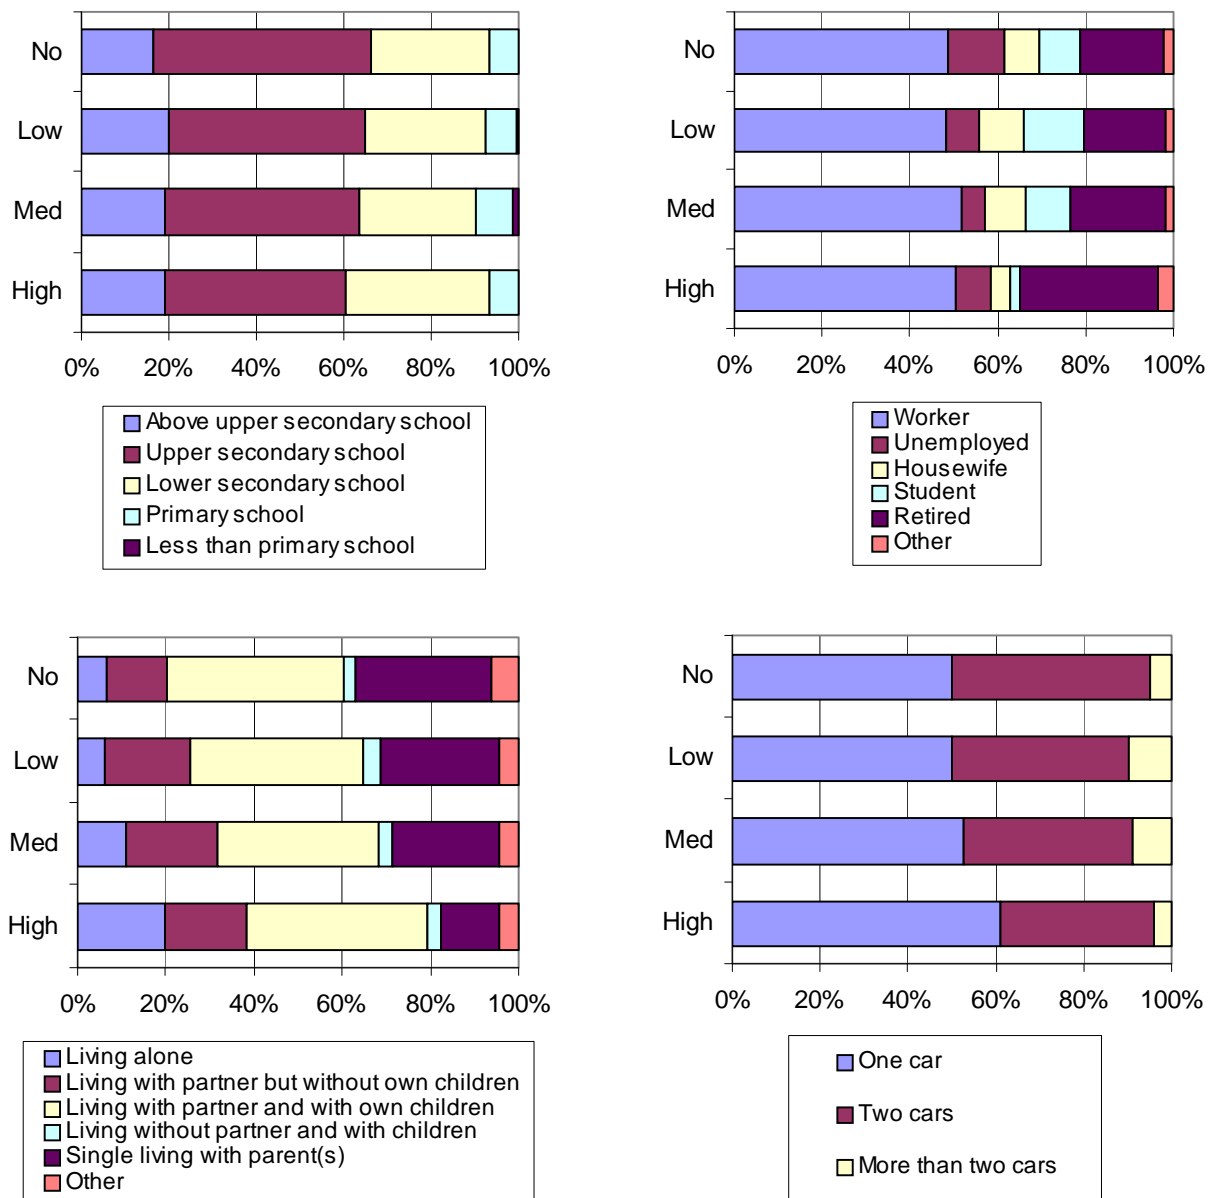 No
Low
Med
High
0% 20% 40% 60% 80% 100%
Above upper secondary school
Upper secondary school
Lower secondary school
Primary school
Less than primary school
No
Low
Med
High
0% 20% 40% 60% 80% 100%
Worker
Unemployed
Housewife
Student
Retired
Other
No
Low
Med
High
0% 20% 40% 60% 80% 100%
Living alone
Living with partner but without own children
Living with partner and with own children
Living without partner and with children
Single living with parent(s)
Other
No
Low
Med
High
0% 20% 40% 60% 80% 100%
One car
Two cars
More than two cars